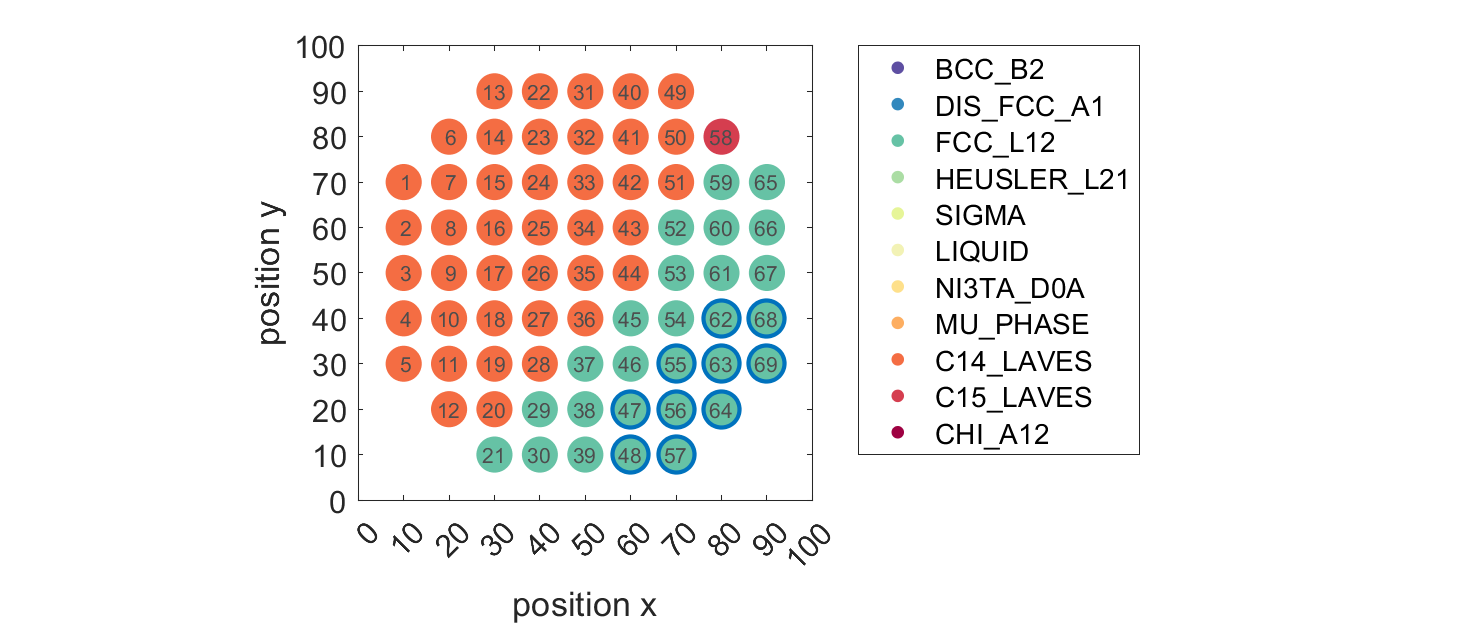 100
90 13 22 31 40 49
80 6 14 23 32 41 50 58
70 1 7 15 24 33 42 51 59 65
60 2 8 16 25 34 43 52 60 66
50 3 9 17 26 35 44 53 61 67
40 4 10 18 27 36 45 54 62 68
30 5 11 19 28 37 46 55 63 69
20 12 20 29 38 47 56 64
10 21 30 39 48 57
0
0 10 20 30 40 50 60 70 80 90 100
position x
position y
BCC_B2
DIS_FCC_A1
FCC_L12
HEUSLER_L21
SIGMA
LIQUID
NI3TA_D0A
MU_PHASE
C14_LAVES
C15_LAVES
CHI_A12